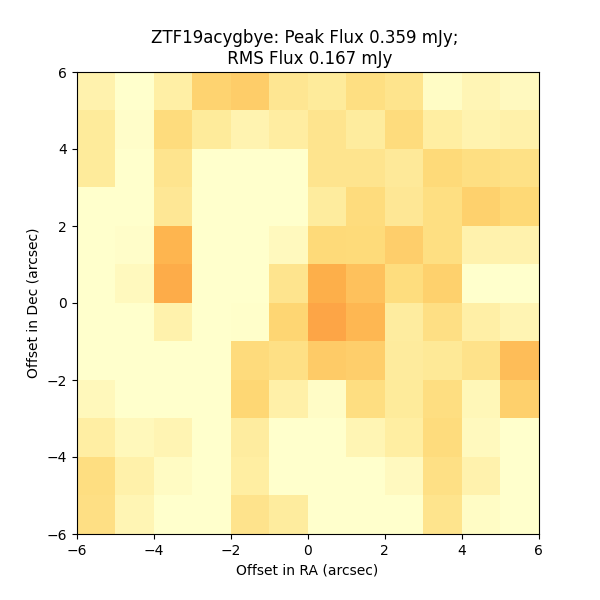 ZTF19acygbye: Peak Flux 0.359 mJy;
RMS Flux 0.167 mJy
6
4
2
0
−2
−4
−6
Offset in Dec (arcsec)
−6 −4 −2 0 2 4 6
Offset in RA (arcsec)